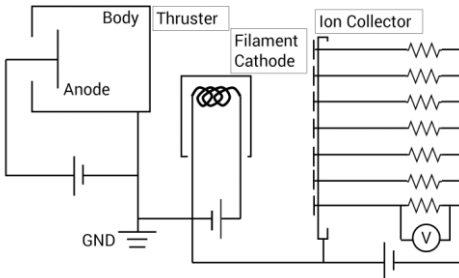 Body
Thruster
Ion Collector
Filament
Cathode
Anode
GND
V